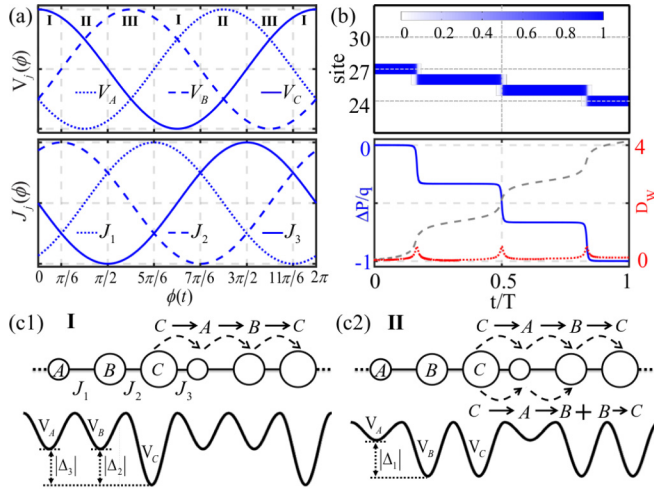 (a)
I II III I II III I
V_j(ϕ)
V_A V_B V_C
J_j(ϕ)
J_1 J_2 J_3
0 π/6 π/2 5π/6 7π/6 3π/2 11π/6 2π
ϕ(t)
(b)
0 0.2 0.4 0.6 0.8 1
30
27
24
site
0
-1
ΔP/q
4
0
D_W
0 0.5 1
t/T
(c1) I
C → A → B → C
A B C
J_1 J_2 J_3
V_A V_B V_C
|Δ_3| |Δ_2|
(c2) II
C → A → B → C
A B C
C → A → B + B → C
V_A V_B V_C
|Δ_1|